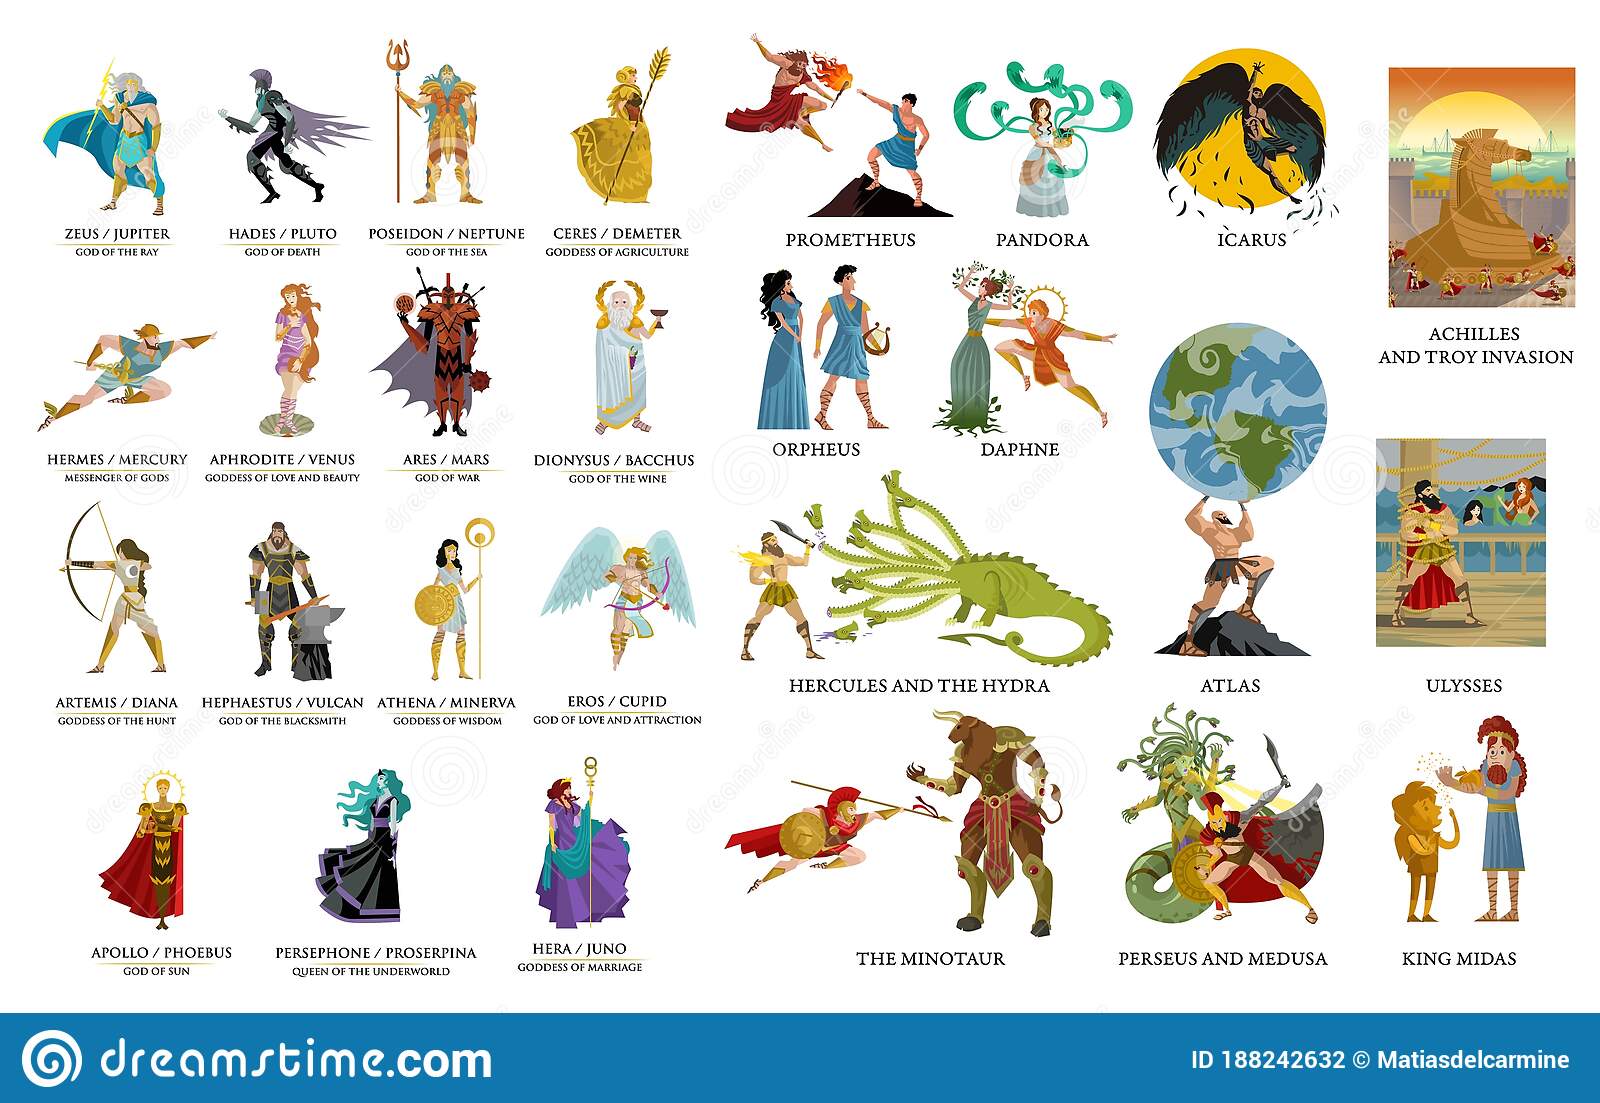 ZEUS / JUPITER
GOD OF THE RAY
HADES / PLUTO
GOD OF DEATH
POSEIDON / NEPTUNE
GOD OF THE SEA
CERES / DEMETER
GODDESS OF AGRICULTURE
HERMES / MERCURY
MESSENGER OF GODS
APHRODITE / VENUS
GODDESS OF LOVE AND BEAUTY
ARES / MARS
GOD OF WAR
DIONYSUS / BACCHUS
GOD OF THE WINE
ARTEMIS / DIANA
GODDESS OF THE HUNT
HEPHAESTUS / VULCAN
GOD OF THE BLACKSMITH
ATHENA / MINERVA
GODDESS OF WISDOM
EROS / CUPID
GOD OF LOVE AND ATTRACTION
APOLLO / PHOEBUS
GOD OF SUN
PERSEPHONE / PROSERPINA
QUEEN OF THE UNDERWORLD
HERA / JUNO
GODDESS OF MARRIAGE
PROMETHEUS
PANDORA
ICARUS
ACHILLES
AND TROY INVASION
ORPHEUS
DAPHNE
HERCULES AND THE HYDRA
ATLAS
ULYSSES
THE MINOTAUR
PERSEUS AND MEDUSA
KING MIDAS
dreamstime.com
ID 188242632 © Matiasdelcarmine